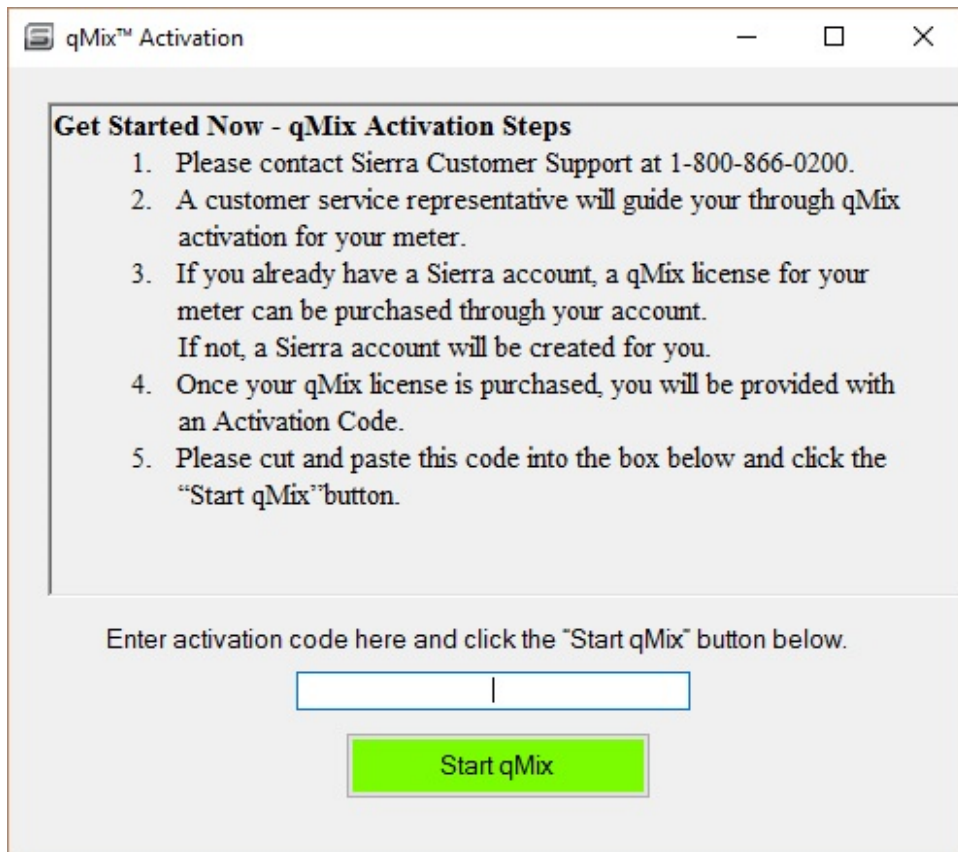 qMix™ Activation
Get Started Now - qMix Activation Steps
1. Please contact Sierra Customer Support at 1-800-866-0200.
2. A customer service representative will guide your through qMix
activation for your meter.
3. If you already have a Sierra account, a qMix license for your
meter can be purchased through your account.
If not, a Sierra account will be created for you.
4. Once your qMix license is purchased, you will be provided with
an Activation Code.
5. Please cut and paste this code into the box below and click the
“Start qMix”button.
Enter activation code here and click the “Start qMix” button below.
Start qMix